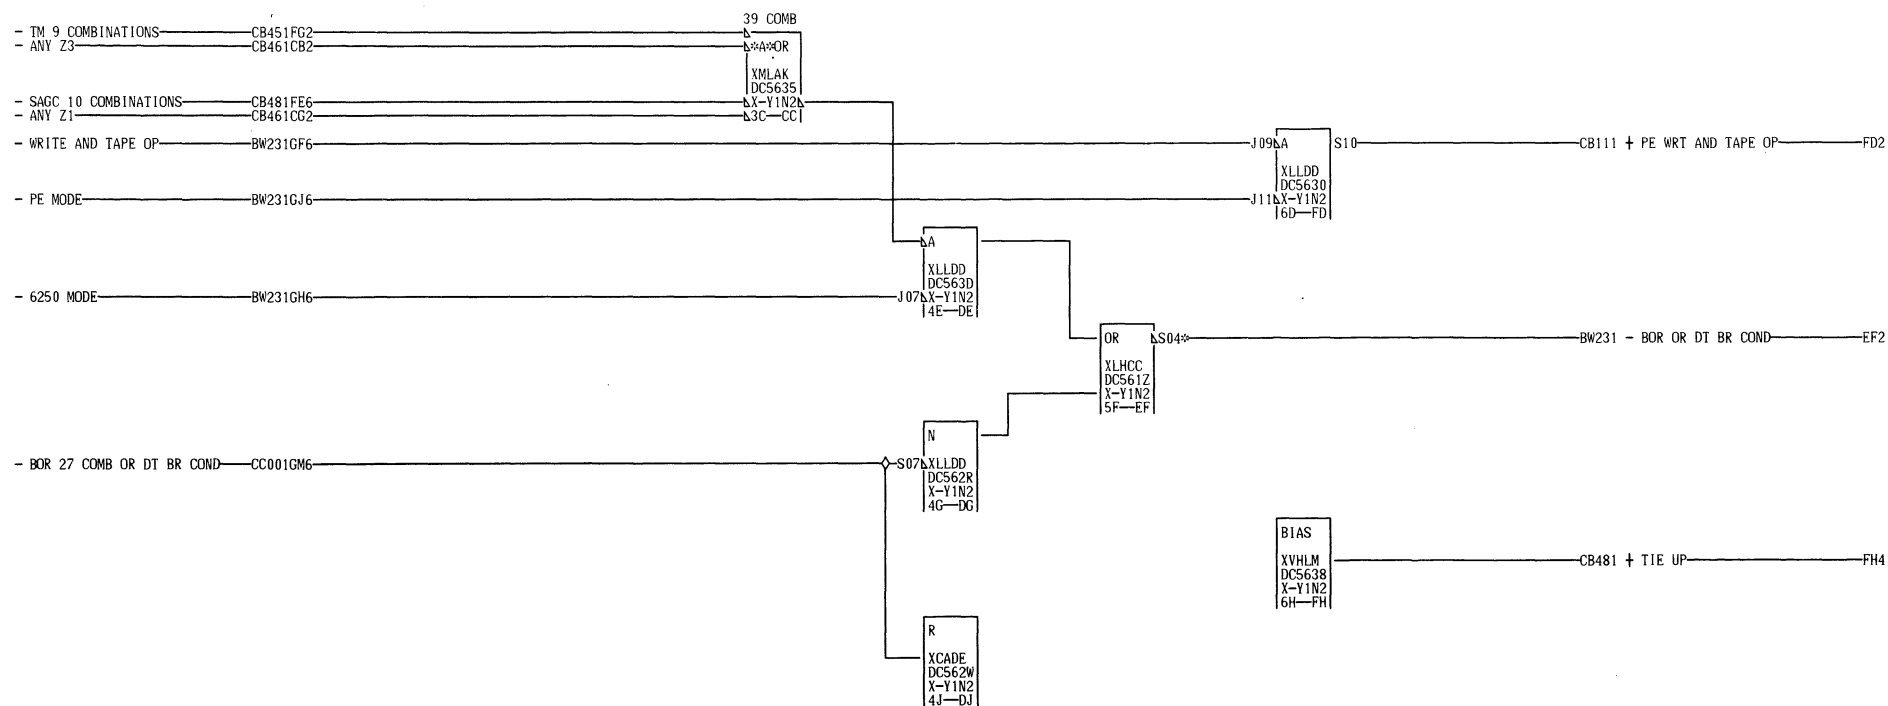 39 COMB
- TM 9 COMBINATIONS CB451FG2
- ANY Z3 CB461CB2 *A*OR
XMLAK
DC5635
- SAGC 10 COMBINATIONS CB481FE6 X-Y1N2
- ANY Z1 CB461CG2 3C—CC
- WRITE AND TAPE OP BW231GF6 J09 A S10 CB111 + PE WRT AND TAPE OP FD2
XLLDD
DC5630
- PE MODE BW231GJ6 J11 X-Y1N2
6D—FD
A
XLLDD
DC563D
- 6250 MODE BW231GH6 J07 X-Y1N2
4E—DE
OR S04* BW231 - BOR OR DT BR COND EF2
XLHCC
DC561Z
X-Y1N2
5F—EF
N
- BOR 27 COMB OR DT BR COND CC001GM6 S07 XLLDD
DC562R
X-Y1N2
4G—DG
BIAS
XVHLM CB481 + TIE UP FH4
DC5638
X-Y1N2
6H—FH
R
XCADE
DC562W
X-Y1N2
4J—DJ